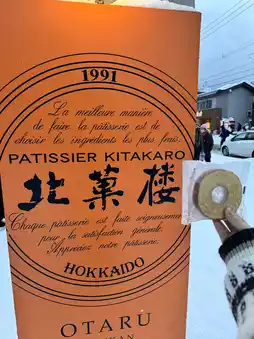 1991
La meilleure manière
de faire la pâtisserie est de
choisir les ingrédients les plus fins.
PATISSIER KITAKARO
北菓楼
Chaque pâtisserie est faite soigneusement
pour la satisfaction générale.
Appréciez notre pâtisserie.
HOKKAIDO
OTARU